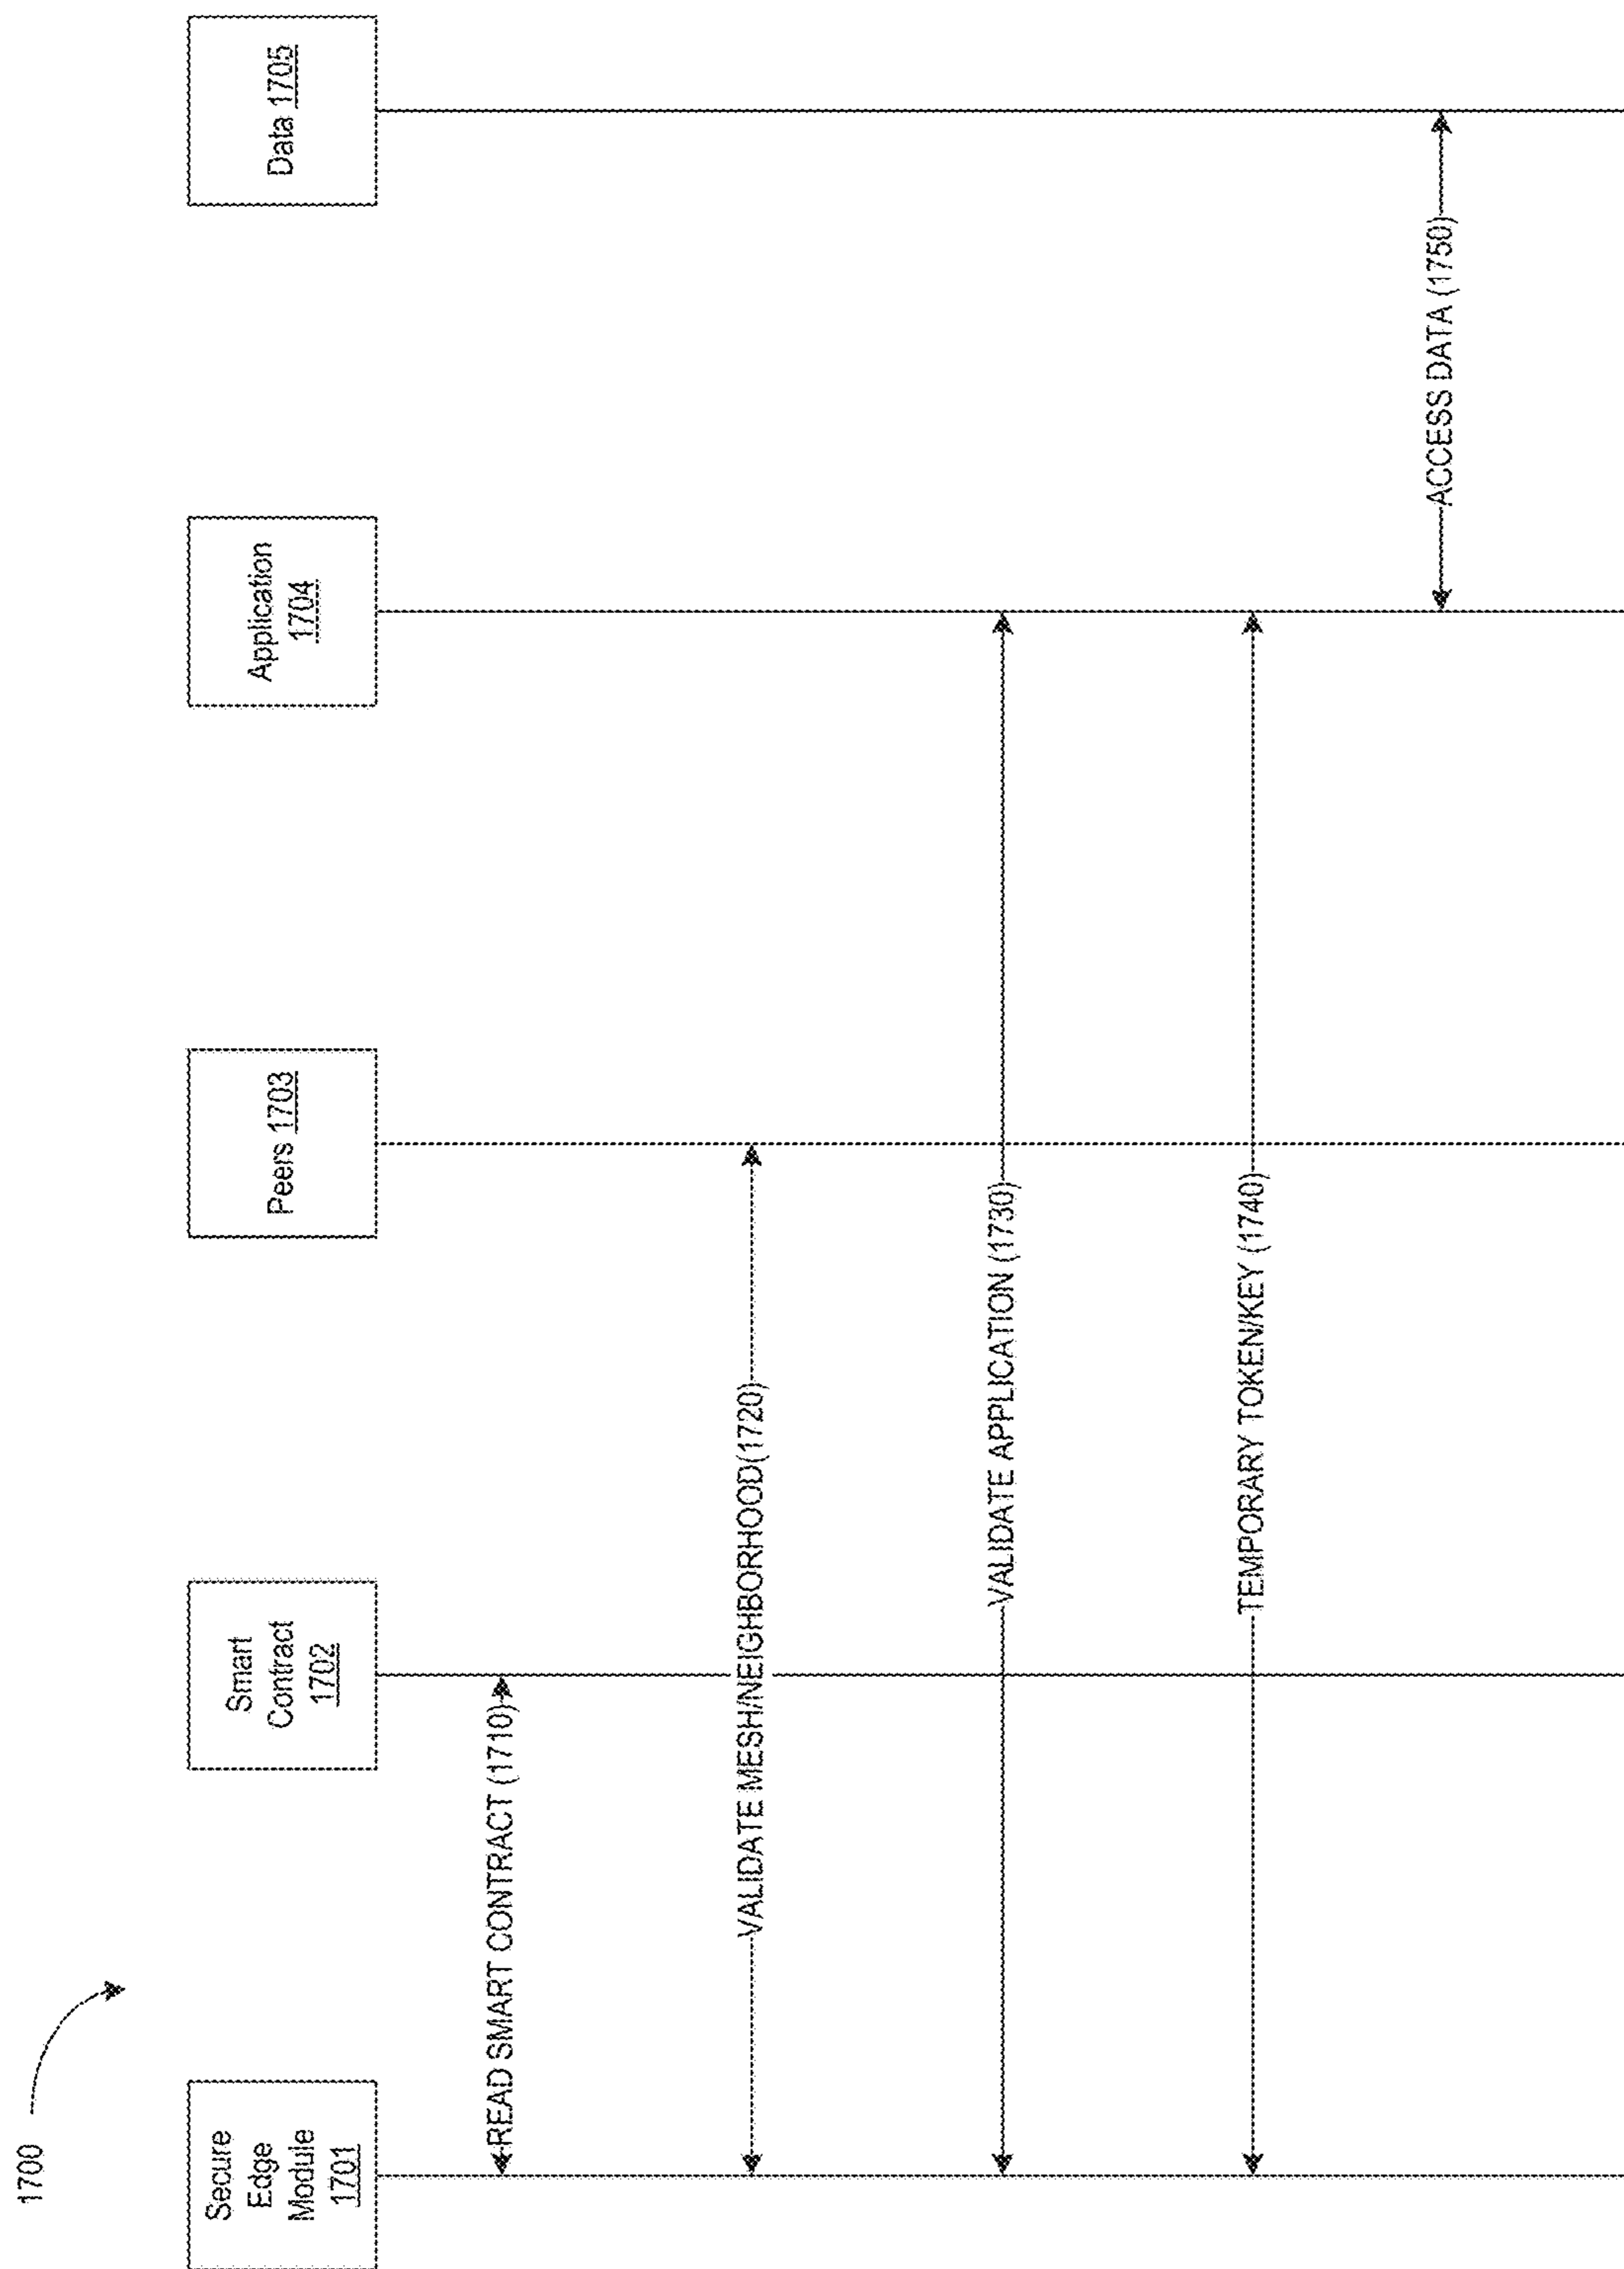 1700
Secure
Edge
Module
1701
Smart
Contract
1702
Peers 1703
Application
1704
Data 1705
READ SMART CONTRACT (1710)
VALIDATE MESH/NEIGHBORHOOD(1720)
VALIDATE APPLICATION (1730)
TEMPORARY TOKEN/KEY (1740)
ACCESS DATA (1750)